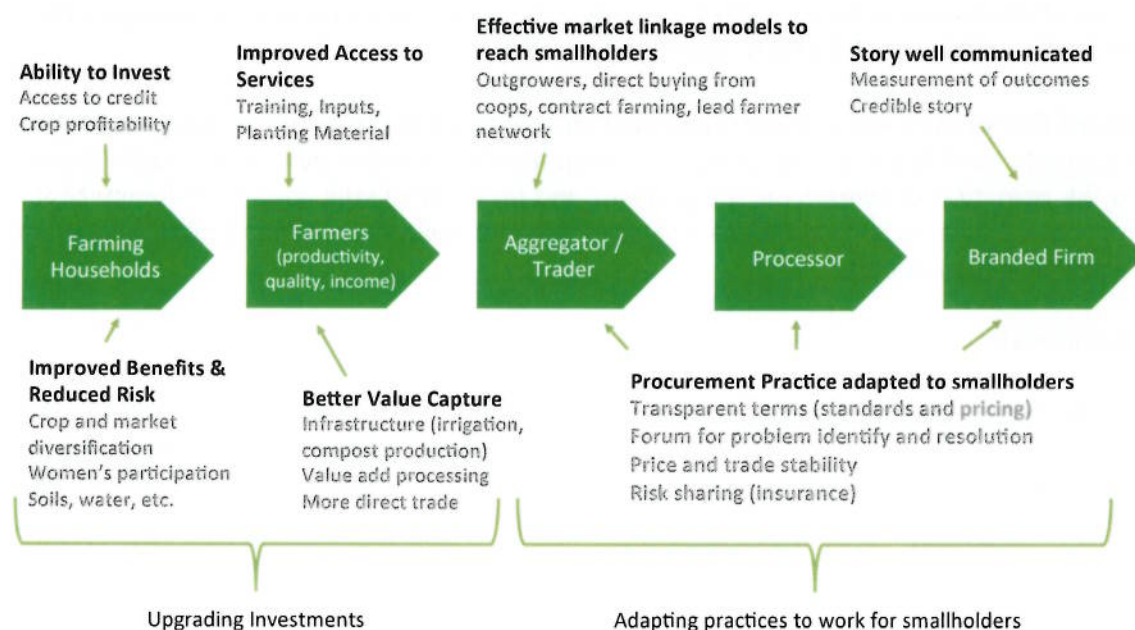 Ability to Invest
Access to credit
Crop profitability
Improved Access to
Services
Training, Inputs,
Planting Material
Effective market linkage models to
reach smallholders
Outgrowers, direct buying from
coops, contract farming, lead farmer
network
Story well communicated
Measurement of outcomes
Credible story
Farming
Households
Farmers
(productivity,
quality, income)
Aggregator /
Trader
Processor
Branded Firm
Improved Benefits &
Reduced Risk
Crop and market
diversification
Women's participation
Soils, water, etc.
Better Value Capture
Infrastructure (irrigation,
compost production)
Value add processing
More direct trade
Procurement Practice adapted to smallholders
Transparent terms (standards and pricing)
Forum for problem identify and resolution
Price and trade stability
Risk sharing (insurance)
Upgrading Investments
Adapting practices to work for smallholders